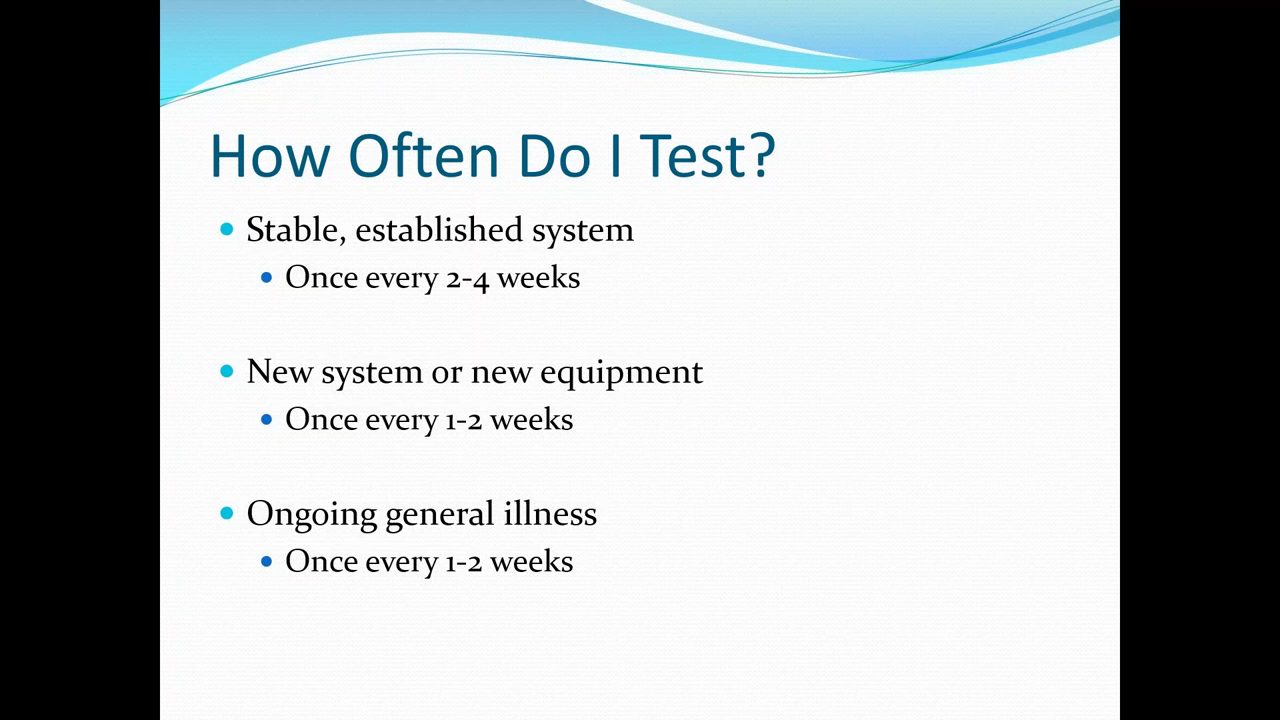 How Often Do I Test?
Stable, established system
Once every 2-4 weeks
New system or new equipment
Once every 1-2 weeks
Ongoing general illness
Once every 1-2 weeks